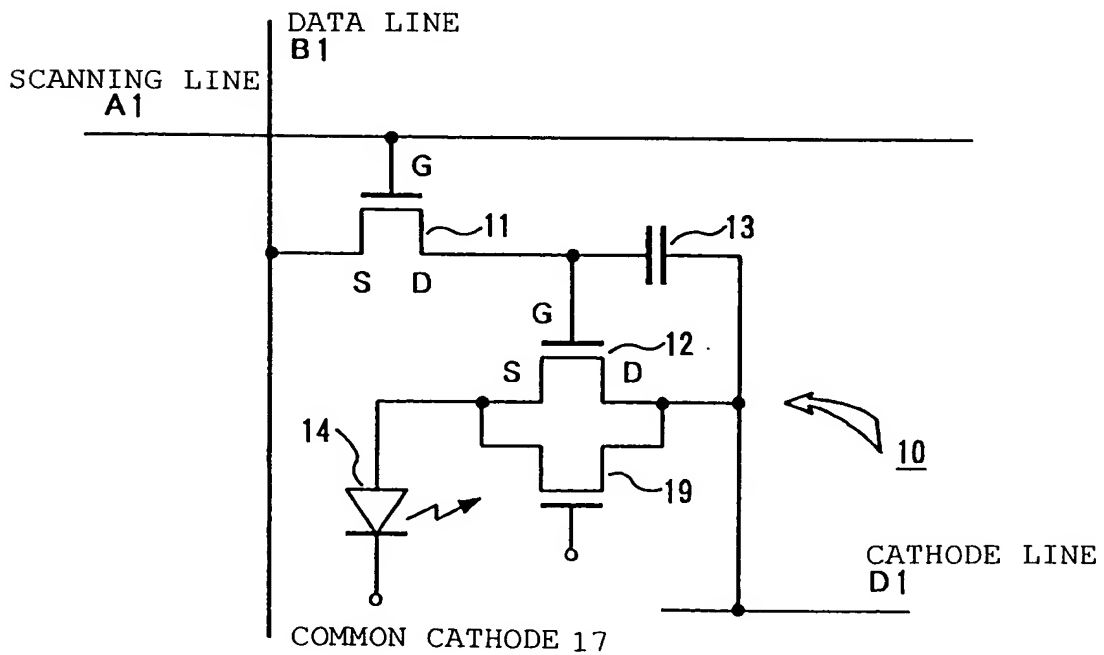 DATA LINE
B1
SCANNING LINE
A1
G
11
13
S D
G
12
S D
14
10
19
CATHODE LINE
D1
COMMON CATHODE 17